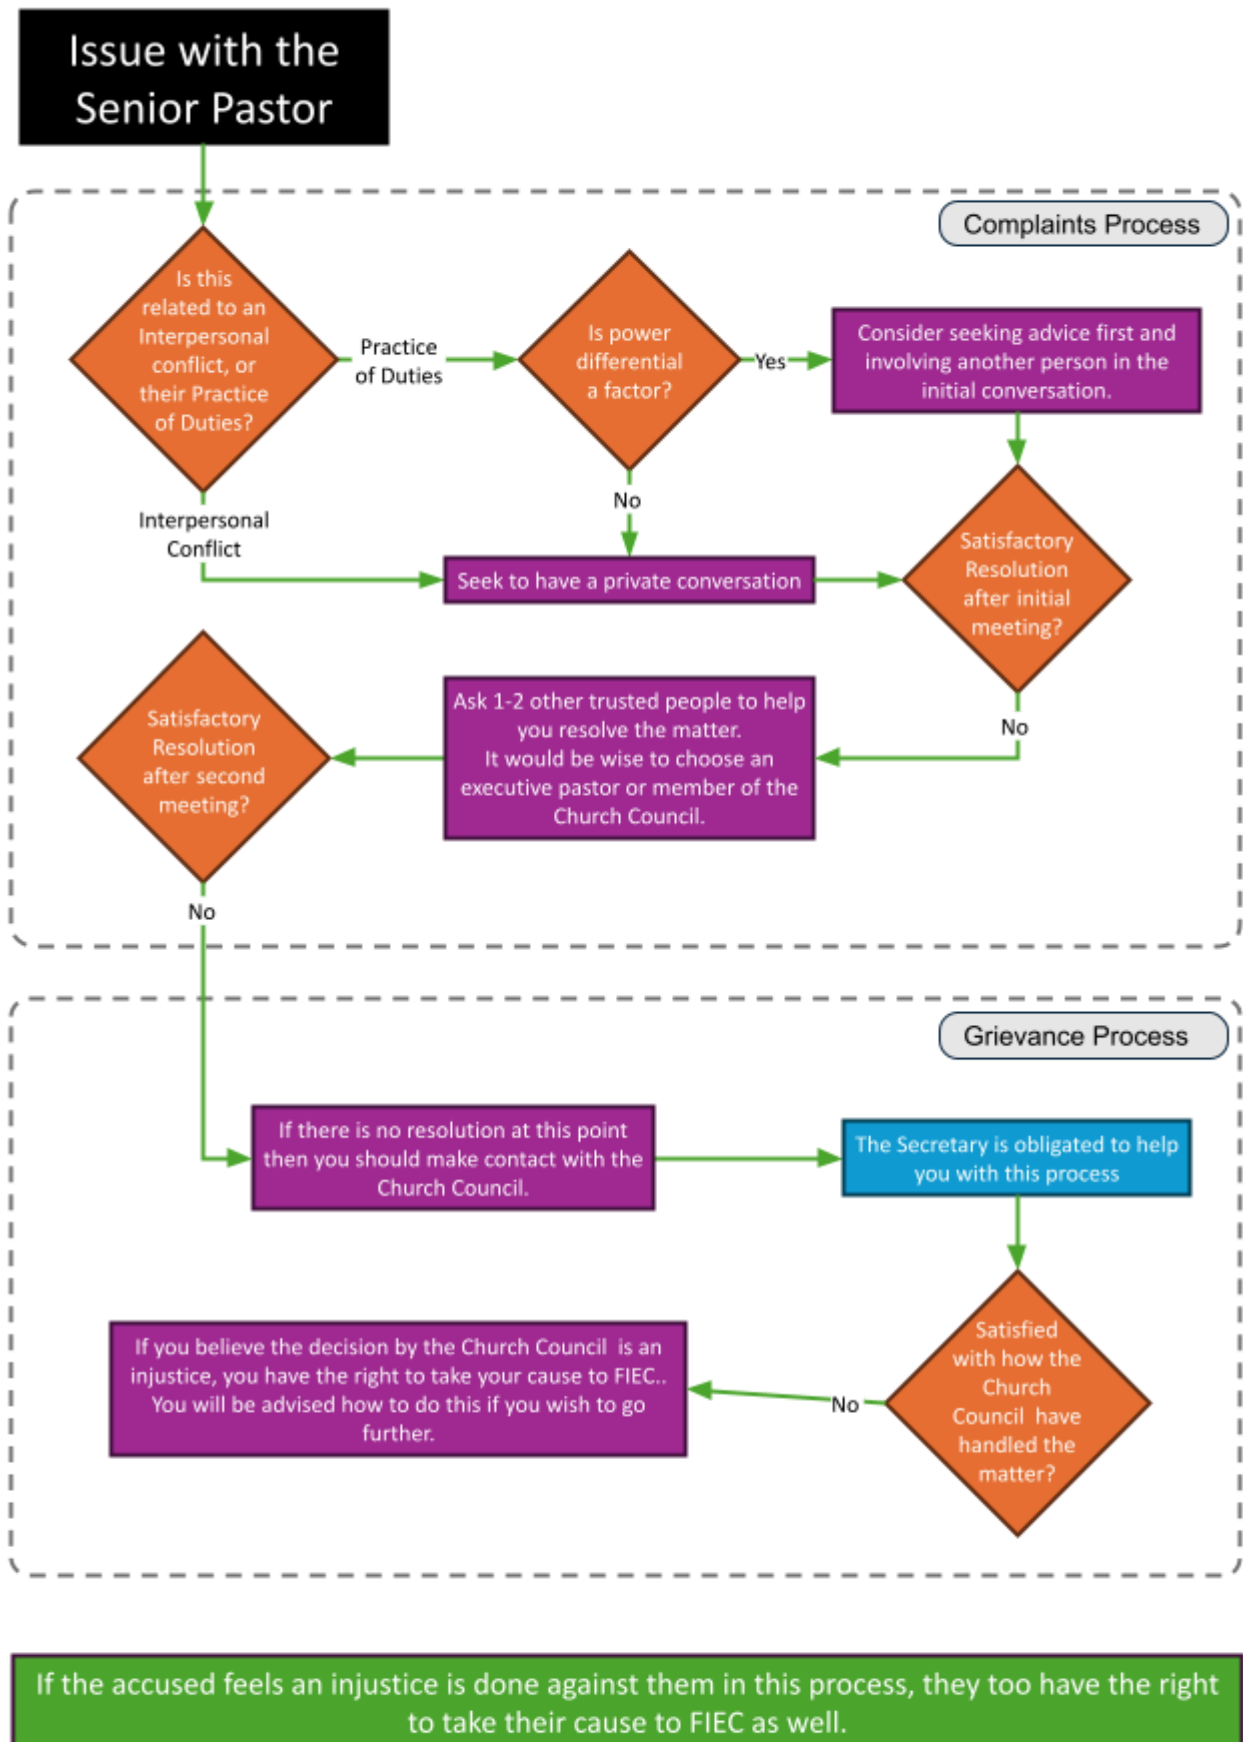 Issue with the
Senior Pastor
Complaints Process
Is this
related to an
Interpersonal
conflict, or
their Practice
of Duties?
Practice
of Duties
Is power
differential
a factor?
Yes
Consider seeking advice first and
involving another person in the
initial conversation.
No
Interpersonal
Conflict
Seek to have a private conversation
Satisfactory
Resolution
after initial
meeting?
No
Ask 1-2 other trusted people to help
you resolve the matter.
It would be wise to choose an
executive pastor or member of the
Church Council.
Satisfactory
Resolution
after second
meeting?
No
Grievance Process
If there is no resolution at this point
then you should make contact with the
Church Council.
The Secretary is obligated to help
you with this process
Satisfied
with how the
Church
Council  have
handled the
matter?
No
If you believe the decision by the Church Council  is an
injustice, you have the right to take your cause to FIEC..
You will be advised how to do this if you wish to go
further.
If the accused feels an injustice is done against them in this process, they too have the right
to take their cause to FIEC as well.